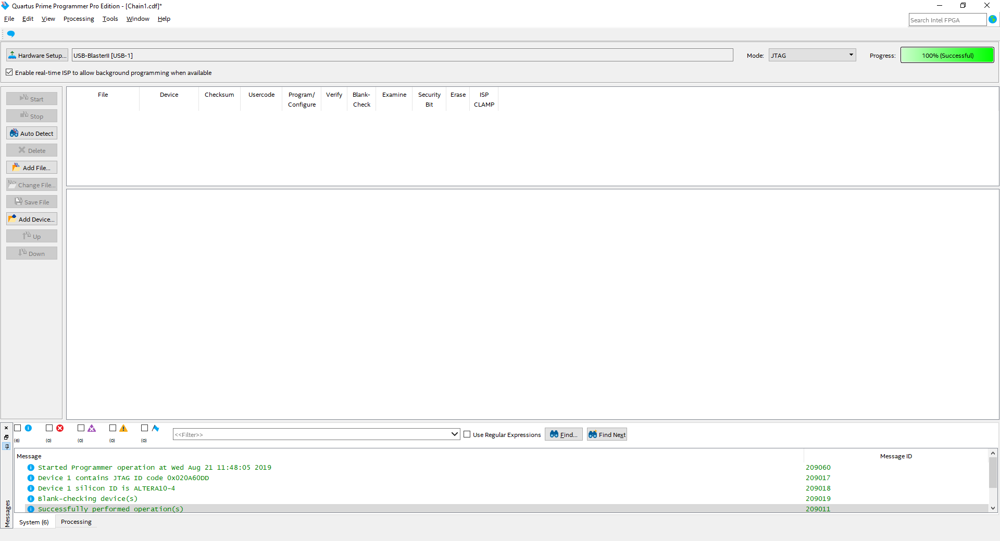 Quartus Prime Programmer Pro Edition - [Chain1.cdf]*
File Edit View Processing Tools Window Help
Search Intel FPGA
Hardware Setup... USB-BlasterII [USB-1] Mode: JTAG Progress: 100% (Successful)
Enable real-time ISP to allow background programming when available
Start
Stop
Auto Detect
Delete
Add File...
Change File...
Save File
Add Device...
Up
Down
File Device Checksum Usercode Program/ Verify Blank- Examine Security Erase ISP
Configure Check Bit CLAMP
(6) (0) (0) (0) (0)
<<Filter>> Use Regular Expressions Find... Find Next
Message Message ID
Started Programmer operation at Wed Aug 21 11:48:05 2019 209060
Device 1 contains JTAG ID code 0x020A60DD 209017
Device 1 silicon ID is ALTERA10-4 209018
Blank-checking device(s) 209019
Successfully performed operation(s) 209011
Messages
System (6) Processing